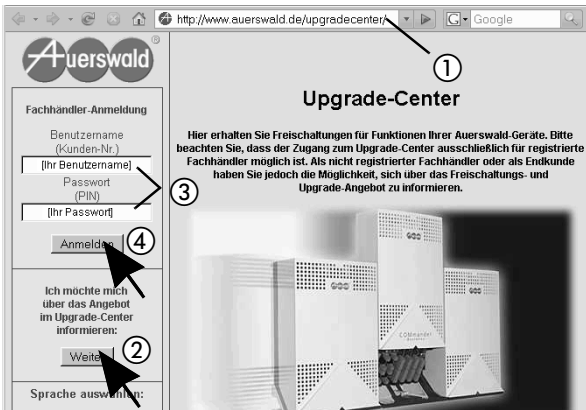 http://www.auerswald.de/upgradecenter/
G Google
Auerswald®
①
Upgrade-Center
Fachhändler-Anmeldung
Benutzername
(Kunden-Nr.)
[Ihr Benutzername]
Passwort
(PIN)
[Ihr Passwort]
③
Anmelden
④
Ich möchte mich
über das Angebot
im Upgrade-Center
informieren:
Weiter
②
Sprache auswählen:
Hier erhalten Sie Freischaltungen für Funktionen Ihrer Auerswald-Geräte. Bitte
beachten Sie, dass der Zugang zum Upgrade-Center ausschließlich für registrierte
Fachhändler möglich ist. Als nicht registrierter Fachhändler oder als Endkunde
haben Sie jedoch die Möglichkeit, sich über das Freischaltungs- und
Upgrade-Angebot zu informieren.
COMmander